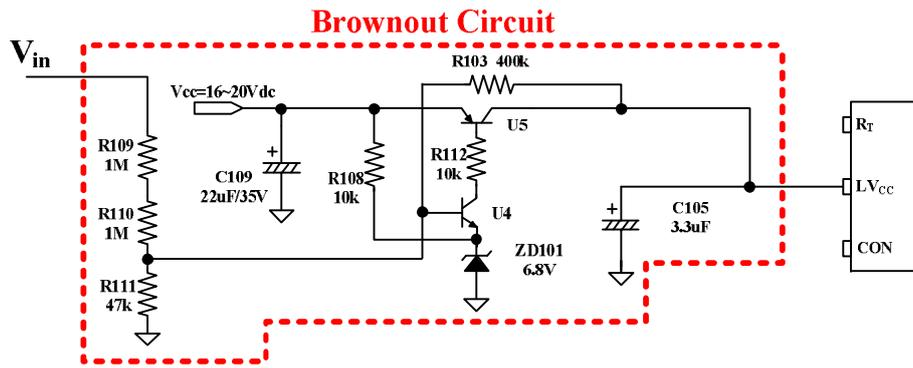 Brownout Circuit
Vin
R103 400k
Vcc=16~20Vdc
U5
RT
R109
1M
R112
10k
C109
22uF/35V
R108
10k
LVCC
R110
1M
U4
C105
3.3uF
ZD101
6.8V
CON
R111
47k